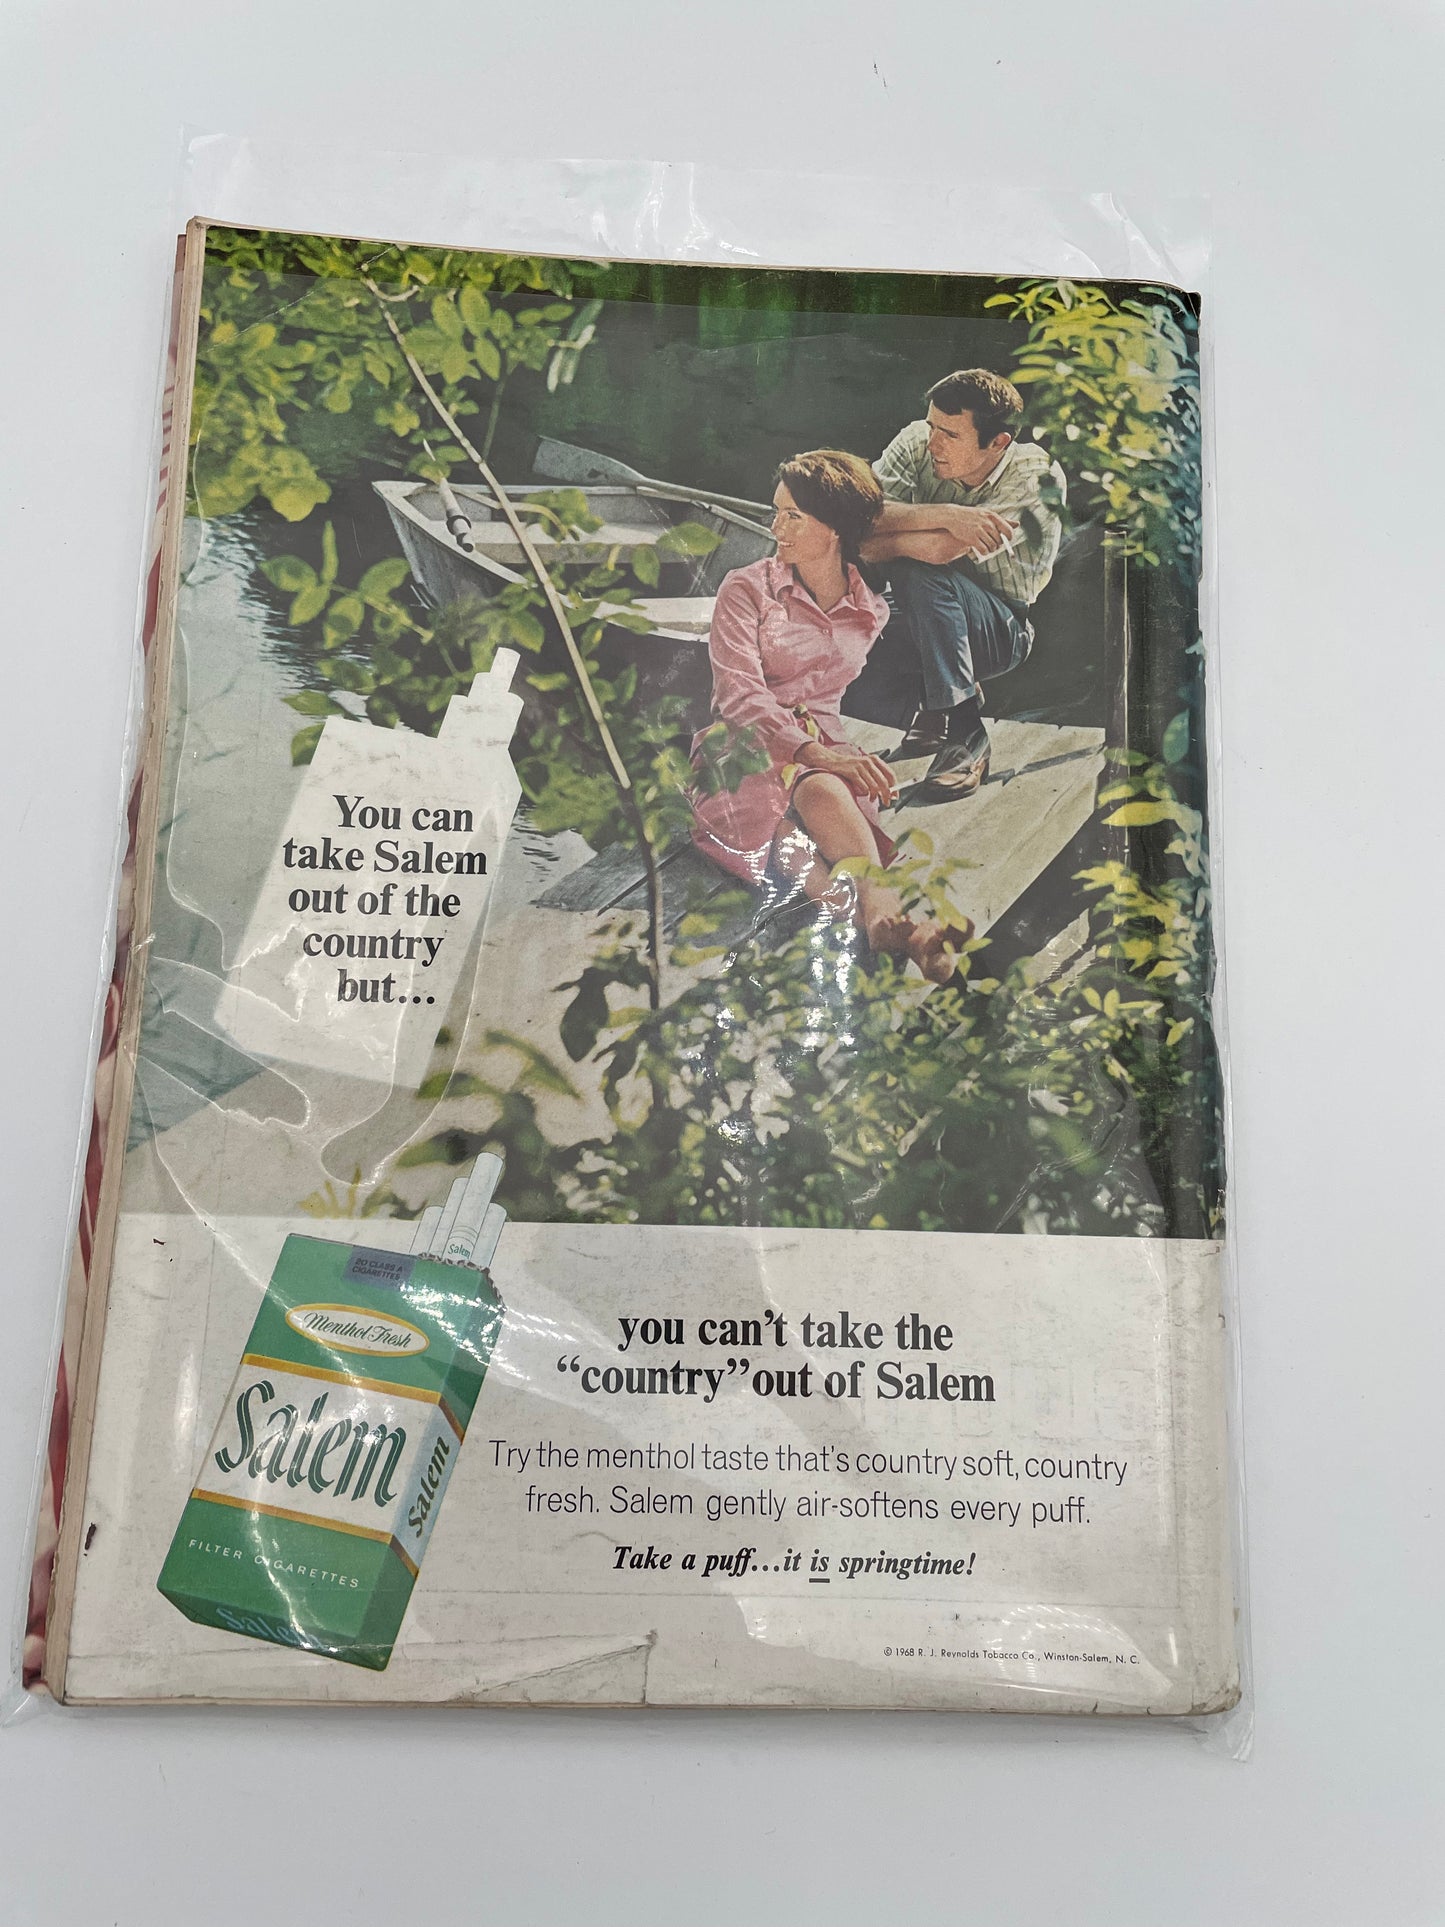 You can
take Salem
out of the
country
but...
Salem
20 CLASS A
CIGARETTES
Menthol Fresh
Salem
Salem
FILTER CIGARETTES
Salem
you can't take the
“country”out of Salem
Try the menthol taste that's country soft, country
fresh. Salem gently air-softens every puff.
Take a puff...it is springtime!
© 1968 R. J. Reynolds Tobacco Co., Winston-Salem, N. C.